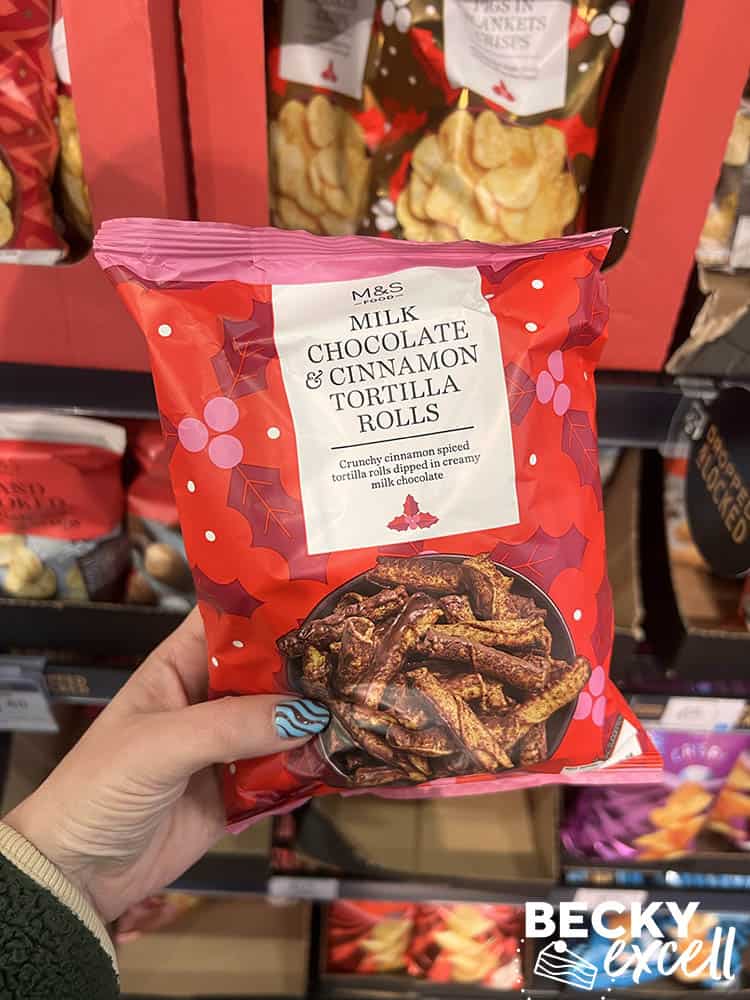 PIGS IN
BLANKETS
CRISPS
M&S
FOOD
MILK
CHOCOLATE
& CINNAMON
TORTILLA
ROLLS
Crunchy cinnamon spiced
tortilla rolls dipped in creamy
milk chocolate
M&S
BECKY
excell